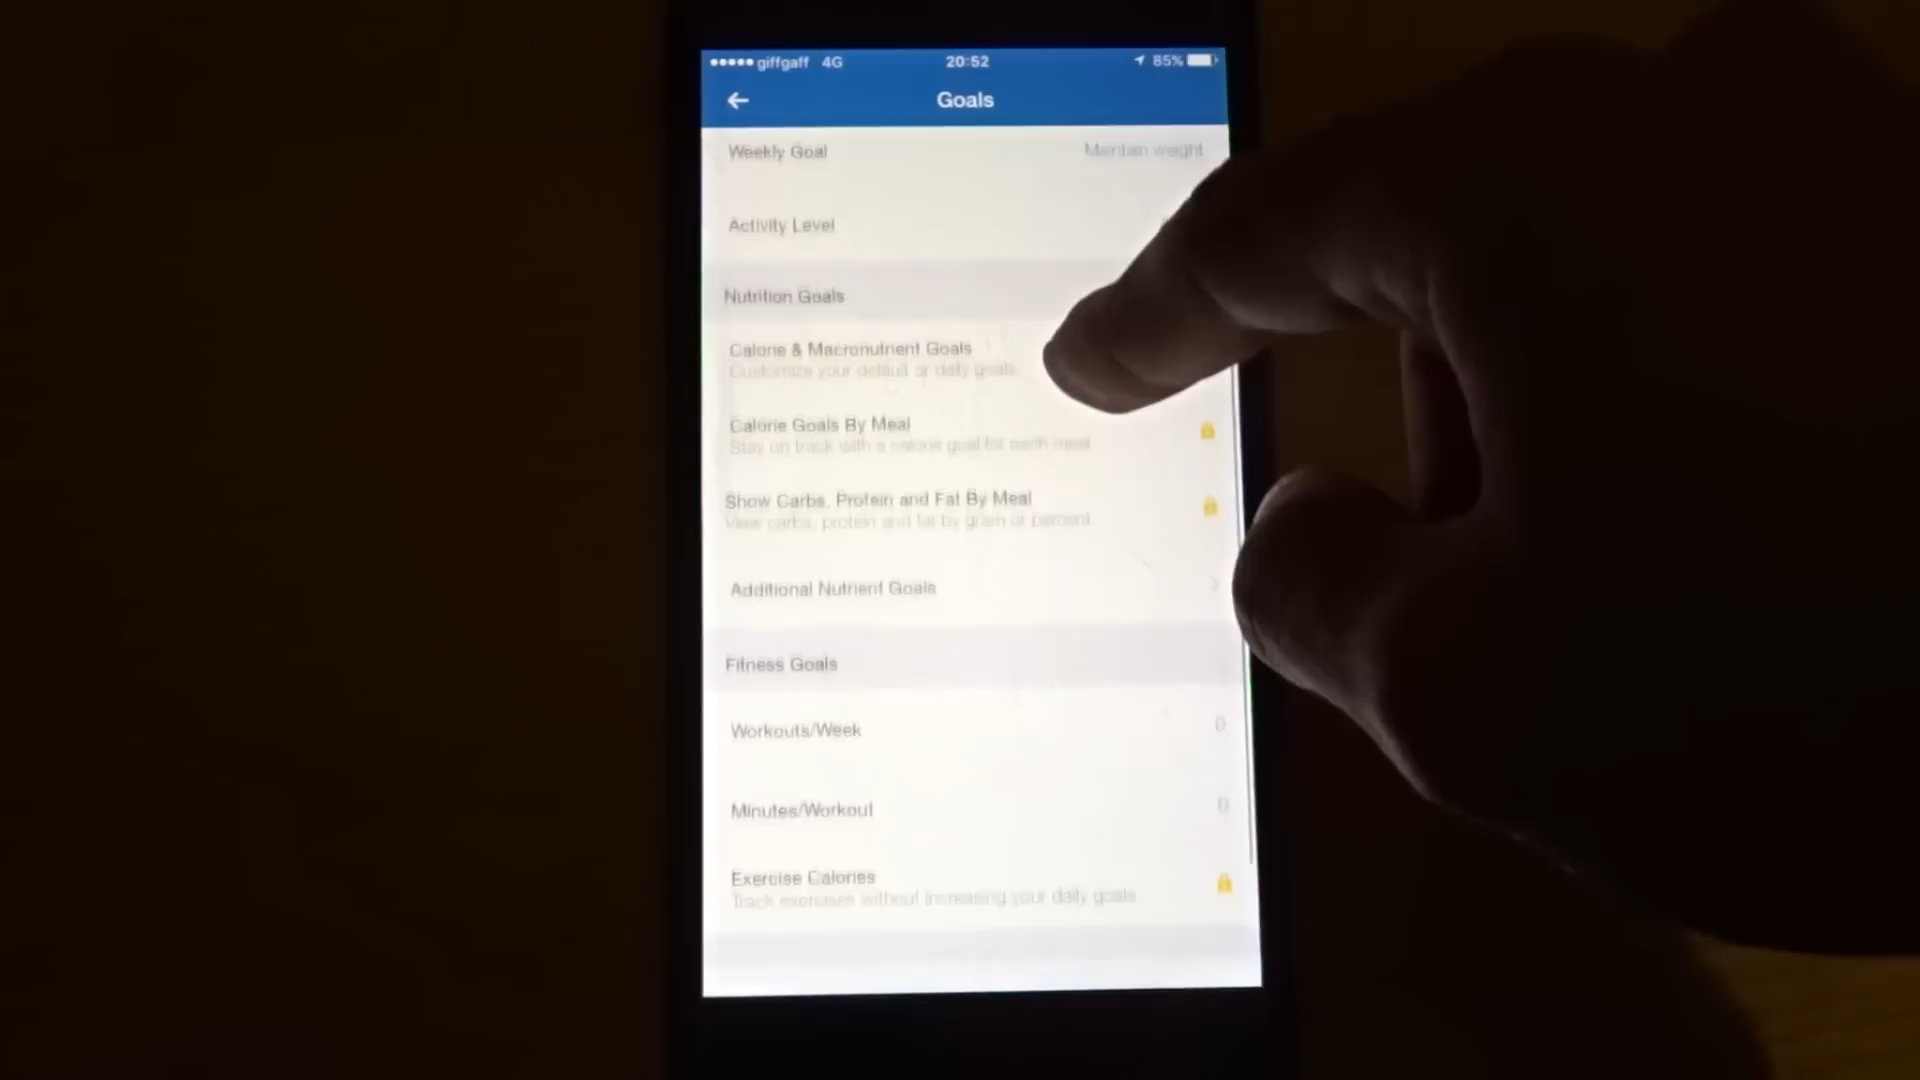 giffgaff 4G 20:52 85%
Goals
Weekly Goal Maintain weight
Activity Level
Nutrition Goals
Calorie & Macronutrient Goals
Customize your default or daily goals.
Calorie Goals By Meal
Stay on track with a calorie goal for each meal
Show Carbs, Protein and Fat By Meal
View carbs, protein and fat by gram or percent.
Additional Nutrient Goals
Fitness Goals
Workouts/Week 0
Minutes/Workout 0
Exercise Calories
Track exercises without increasing your daily goals.